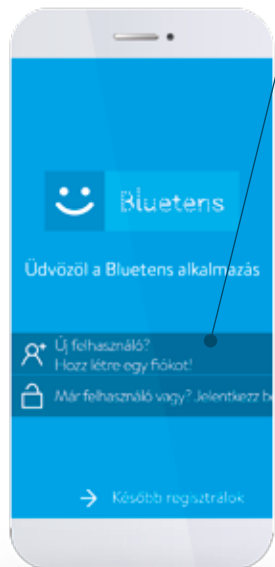 Bluetens
Üdvözöl a Bluetens alkalmazás
Új felhasználó?
Hozz létre egy fiókot!
Már felhasználó vagy? Jelentkezz be
Később regisztrálok